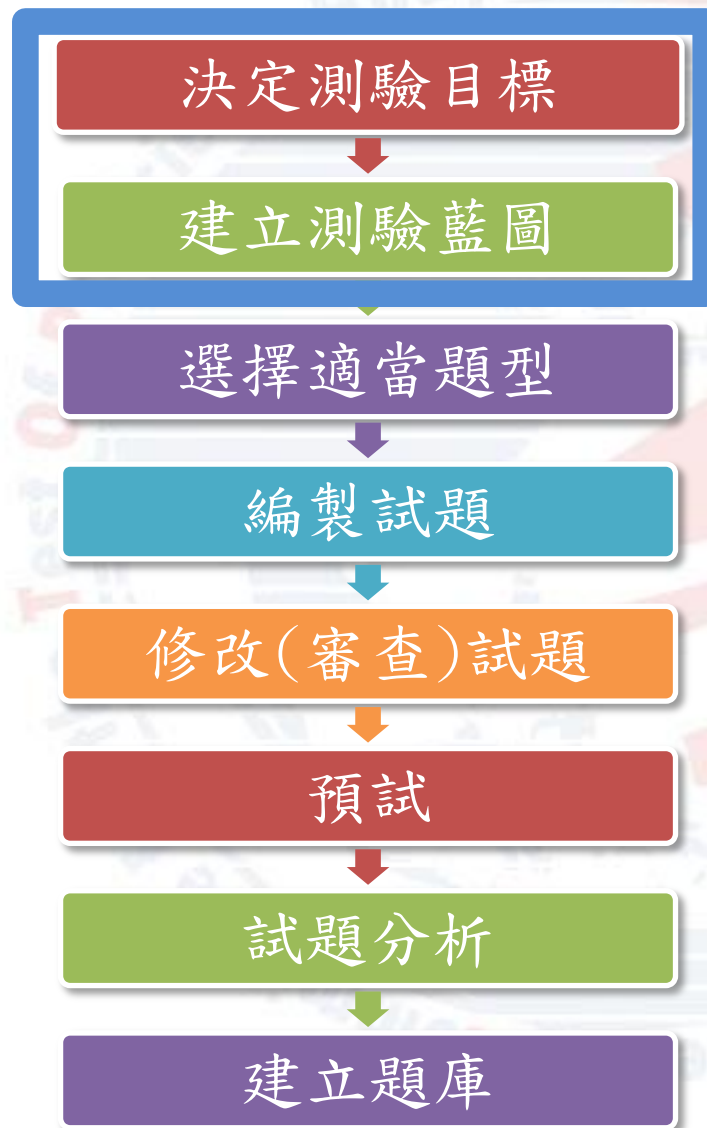 決定測驗目標
建立測驗藍圖
選擇適當題型
編製試題
修改(審查)試題
預試
試題分析
建立題庫